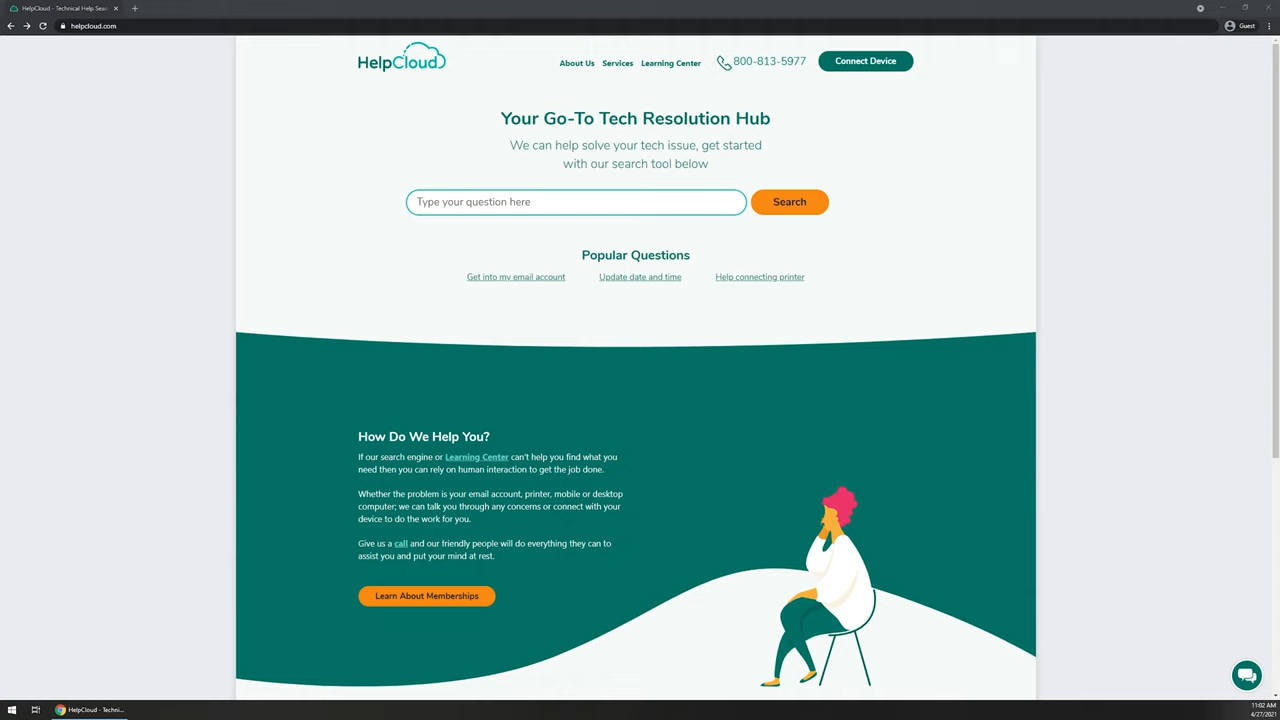 HelpCloud - Technical Help Sear
helpcloud.com
Guest
HelpCloud
About Us
Services
Learning Center
800-813-5977
Connect Device
Your Go-To Tech Resolution Hub
We can help solve your tech issue, get started
with our search tool below
Type your question here
Search
Popular Questions
Get into my email account
Update date and time
Help connecting printer
How Do We Help You?
If our search engine or Learning Center can't help you find what you
need then you can rely on human interaction to get the job done.
Whether the problem is your email account, printer, mobile or desktop
computer; we can talk you through any concerns or connect with your
device to do the work for you.
Give us a call and our friendly people will do everything they can to
assist you and put your mind at rest.
Learn About Memberships
HelpCloud - Techni...
11:02 AM
4/27/2021